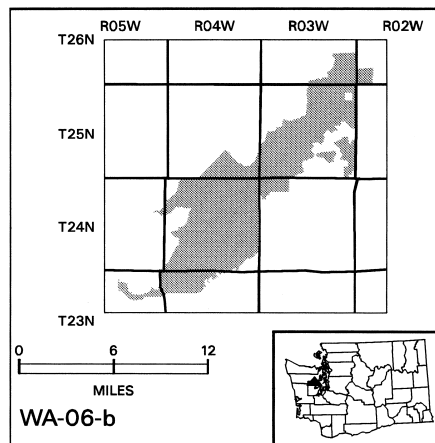 R05W R04W R03W R02W
T26N
T25N
T24N
T23N
0 6 12
MILES
WA-06-b